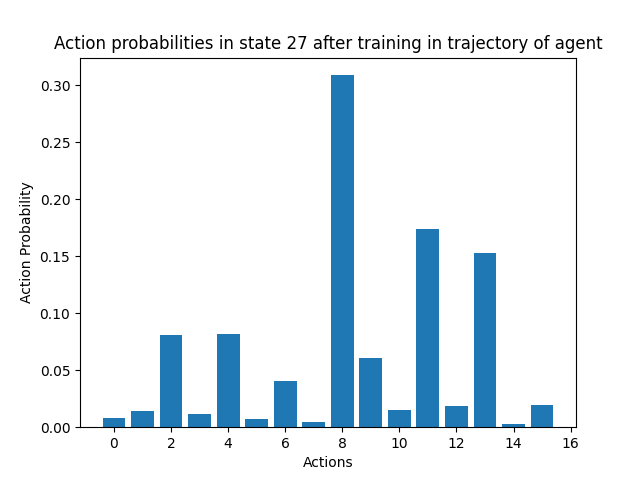 Action probabilities in state 27 after training in trajectory of agent
0.30
0.25
0.20
0.15
0.10
0.05
0.00
Action Probability
0 2 4 6 8 10 12 14 16
Actions